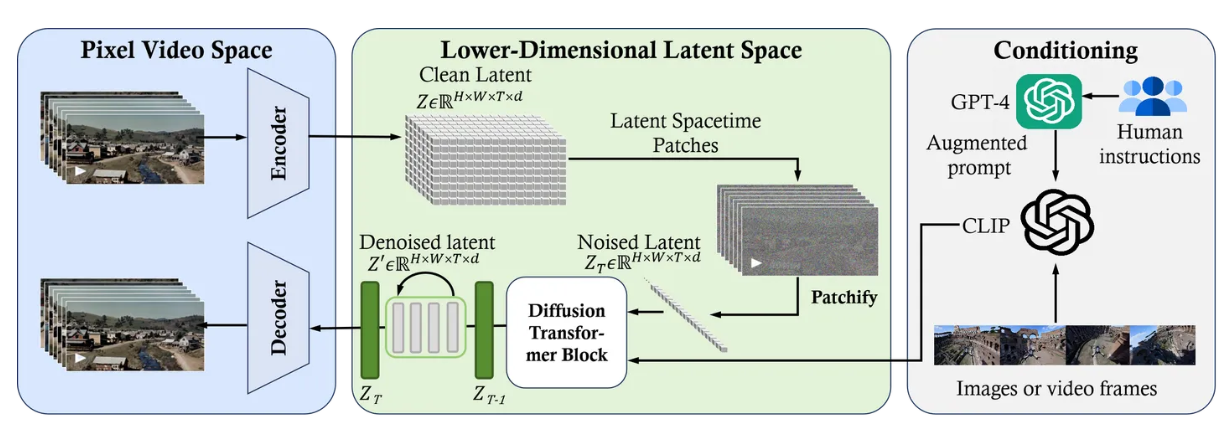 Pixel Video Space
Encoder
Decoder
Lower-Dimensional Latent Space
Clean Latent
Z∈ℝ^{H×W×T×d}
Latent Spacetime
Patches
Noised Latent
Z_T∈ℝ^{H×W×T×d}
Patchify
Denoised latent
Z′∈ℝ^{H×W×T×d}
Diffusion
Transfor-
mer Block
Z_T
Z_{T-1}
Conditioning
GPT-4
Human
instructions
Augmented
prompt
CLIP
Images or video frames